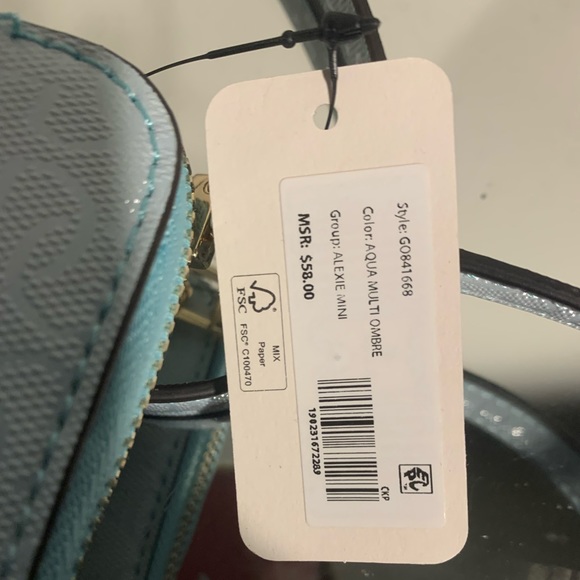 Style: GO841668
Color: AQUA MULTI OMBRE
Group: ALEXIE MINI
MSR: $58.00
190231672289
CKP
FSC
MIX
Paper
FSC® C100470